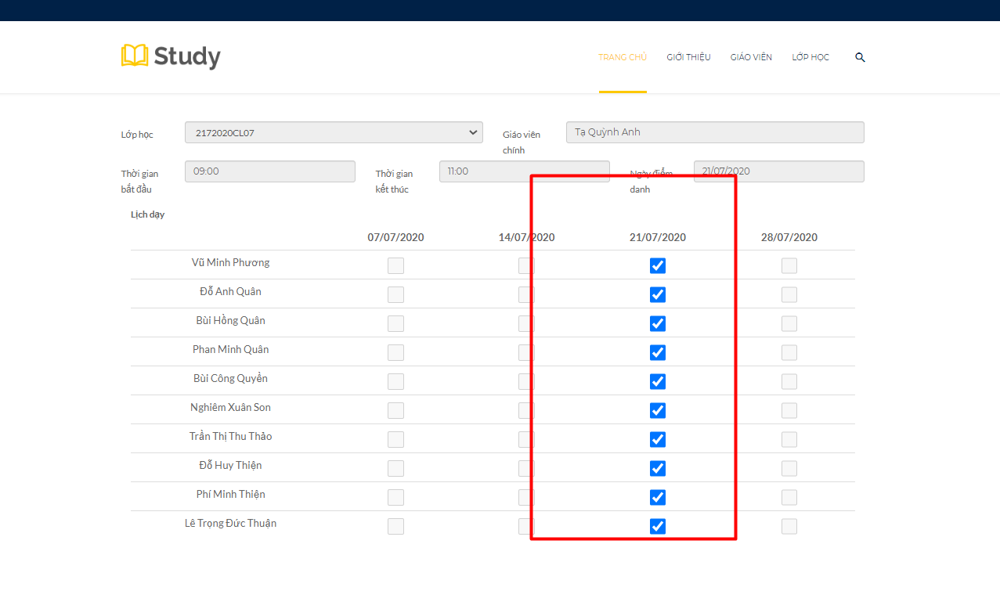 Study
TRANG CHỦ GIỚI THIỆU GIÁO VIÊN LỚP HỌC
Lớp học 2172020CL07 Giáo viên chính Tạ Quỳnh Anh
Thời gian bắt đầu 09:00 Thời gian kết thúc 11:00 Ngày điểm danh 21/07/2020
Lịch dạy
07/07/2020 14/07/2020 21/07/2020 28/07/2020
Vũ Minh Phương
Đỗ Anh Quân
Bùi Hồng Quân
Phan Minh Quân
Bùi Công Quyền
Nghiêm Xuân Son
Trần Thị Thu Thảo
Đỗ Huy Thiện
Phí Minh Thiện
Lê Trọng Đức Thuận